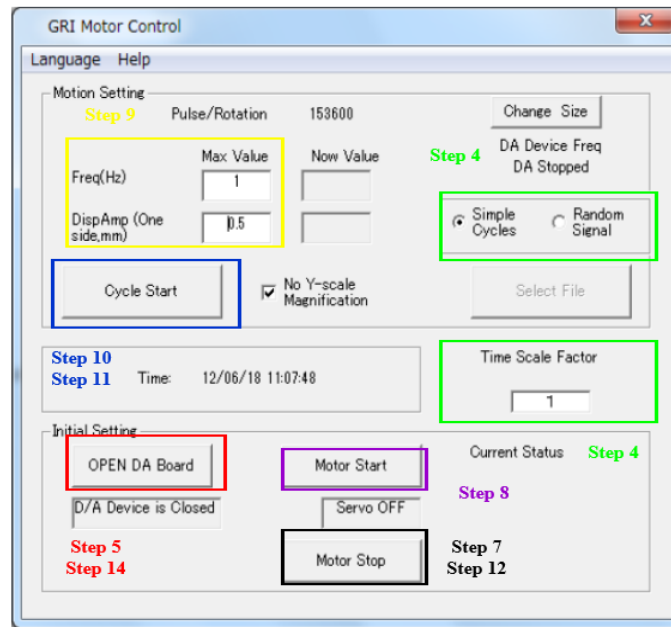 GRI Motor Control
x
Language Help
Motion Setting
Step 9 Pulse/Rotation 153600 Change Size
Max Value Now Value Step 4 DA Device Freq
DA Stopped
Freq(Hz) 1
DispAmp (One
side,mm) 0.5
Simple
Cycles
Random
Signal
Cycle Start
No Y-scale
Magnification
Select File
Step 10
Step 11 Time: 12/06/18 11:07:48
Time Scale Factor
1
Initial Setting
OPEN DA Board Motor Start Current Status Step 4
Step 8
D/A Device is Closed Servo OFF
Step 5
Step 14
Motor Stop
Step 7
Step 12